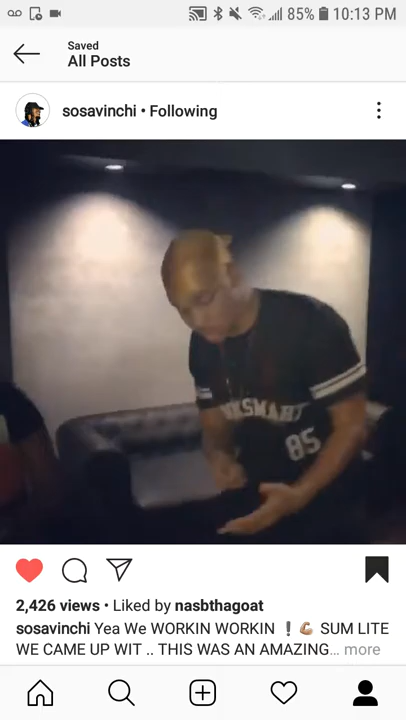 85% 10:13 PM
Saved
All Posts
sosavinchi • Following
85
2,426 views • Liked by nasbthagoat
sosavinchi Yea We WORKIN WORKIN ❗💪🏽 SUM LITE
WE CAME UP WIT .. THIS WAS AN AMAZING... more